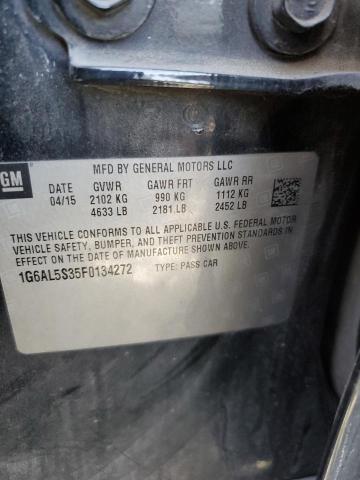 GM
MFD BY GENERAL MOTORS LLC
DATE GVWR GAWR FRT GAWR RR
04/15 2102 KG 990 KG 1112 KG
4633 LB 2181 LB 2452 LB
THIS VEHICLE CONFORMS TO ALL APPLICABLE U.S. FEDERAL MOTOR
VEHICLE SAFETY, BUMPER, AND THEFT PREVENTION STANDARDS IN
EFFECT ON THE DATE OF MANUFACTURE SHOWN ABOVE.
1G6AL5S35F0134272 TYPE: PASS CAR